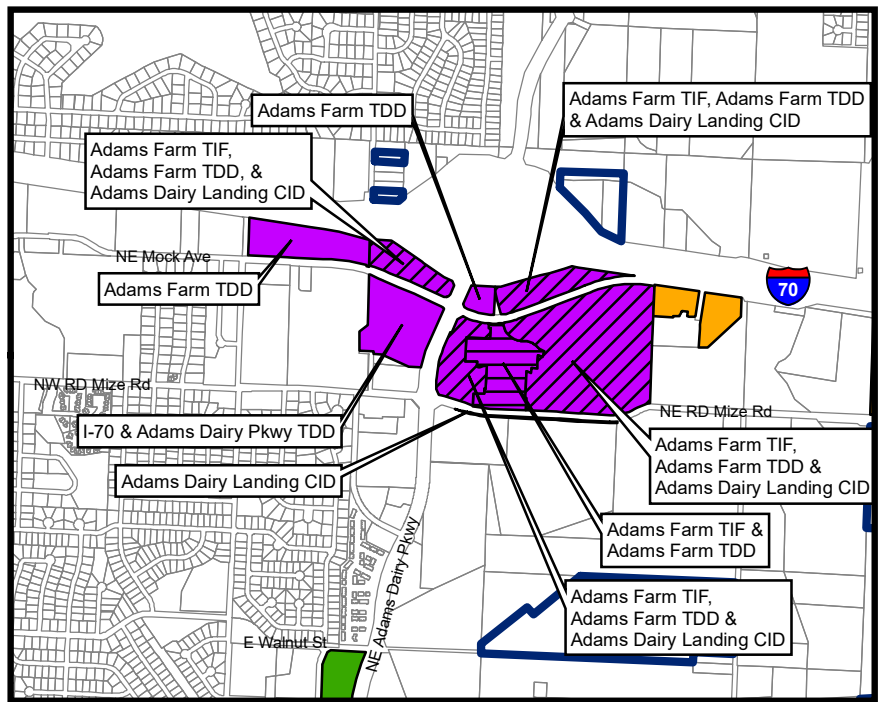 Adams Farm TDD
Adams Farm TIF, Adams Farm TDD
& Adams Dairy Landing CID
Adams Farm TIF,
Adams Farm TDD, &
Adams Dairy Landing CID
NE Mock Ave
Adams Farm TDD
70
NW RD Mize Rd
NE RD Mize Rd
I-70 & Adams Dairy Pkwy TDD
Adams Farm TIF,
Adams Farm TDD &
Adams Dairy Landing CID
Adams Dairy Landing CID
Adams Farm TIF &
Adams Farm TDD
NE Adams Dairy Pkwy
Adams Farm TIF,
Adams Farm TDD &
Adams Dairy Landing CID
E Walnut St